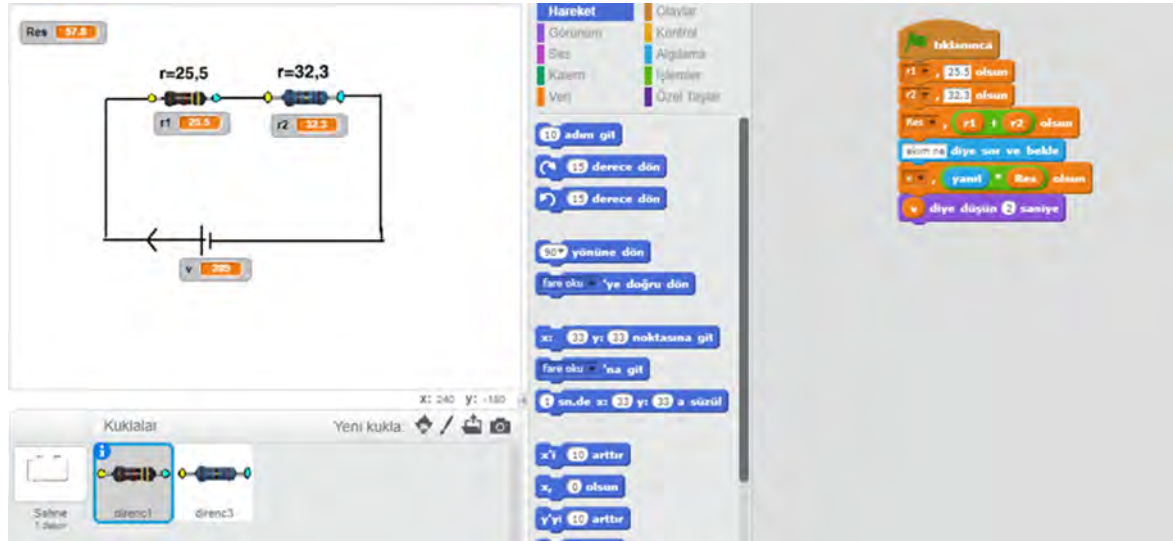 Res 57.8
r=25,5
r=32,3
r1 25.5
r2 32.3
v
x: 240 y: -180
Kuklalar
Yeni kukla:
Sahne
1 dekor
direnc1
direnc3
Hareket
Görünüm
Ses
Kalem
Veri
Olaylar
Kontrol
Algılama
İşlemler
Özel Taşlar
10 adım git
15 derece dön
15 derece dön
90 yönüne dön
fare oku 'ye doğru dön
x: 33 y: 33 noktasına git
fare oku 'na git
1 sn.de x: 33 y: 33 a süzül
x'i 10 arttır
x, 0 olsun
y'yi 10 arttır
tıklanınca
r1 , 25.5 olsun
r2 , 32.3 olsun
Res , r1 + r2 olsun
akım ne diye sor ve bekle
v , yanıt * Res olsun
v diye düşün 2 saniye